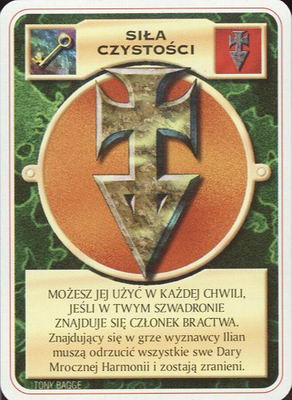 SIŁA
CZYSTOŚCI
MOŻESZ JEJ UŻYĆ W KAŻDEJ CHWILI,
JEŚLI W TWYM SZWADRONIE
ZNAJDUJE SIĘ CZŁONEK BRACTWA.
Znajdujący się w grze wyznawcy Ilian
muszą odrzucić wszystkie swe Dary
Mrocznej Harmonii i zostają zranieni.
TONY BAGGE